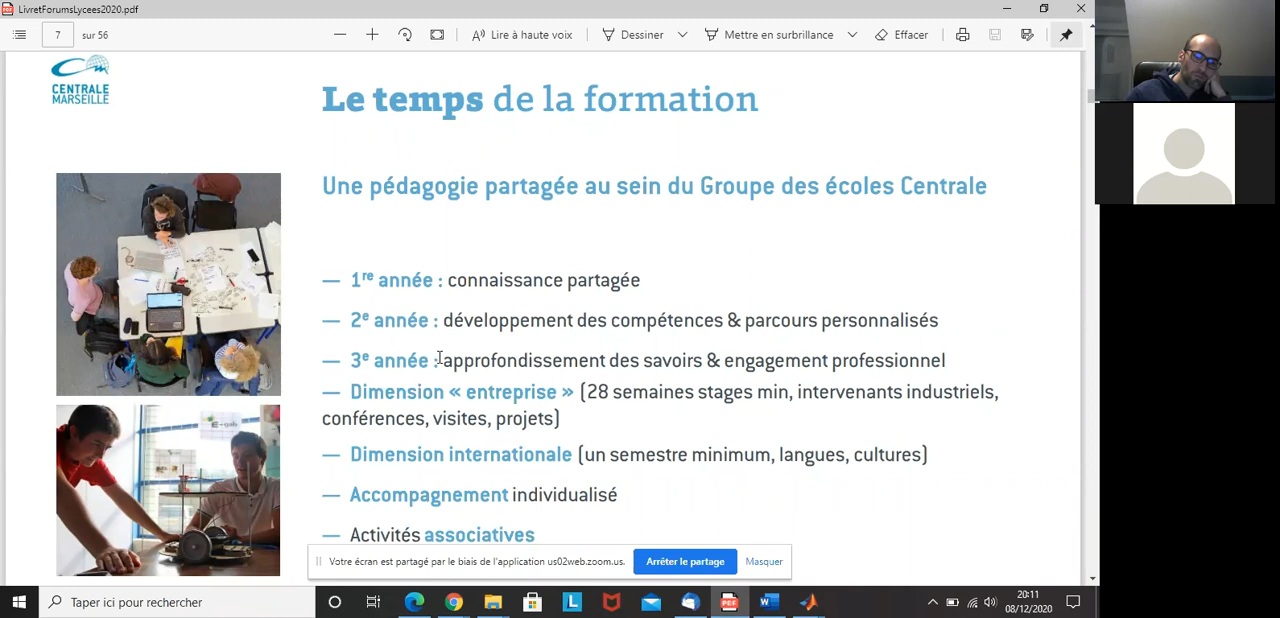 LivretForumsLycees2020.pdf
7 sur 56 Lire à haute voix Dessiner Mettre en surbrillance Effacer
CENTRALE
MARSEILLE
Le temps de la formation
Une pédagogie partagée au sein du Groupe des écoles Centrale
— 1re année : connaissance partagée
— 2e année : développement des compétences & parcours personnalisés
— 3e année : approfondissement des savoirs & engagement professionnel
— Dimension « entreprise » (28 semaines stages min, intervenants industriels,
conférences, visites, projets)
— Dimension internationale (un semestre minimum, langues, cultures)
— Accompagnement individualisé
— Activités associatives
Votre écran est partagé par le biais de l'application us02web.zoom.us. Arrêter le partage Masquer
Taper ici pour rechercher
20:11
08/12/2020